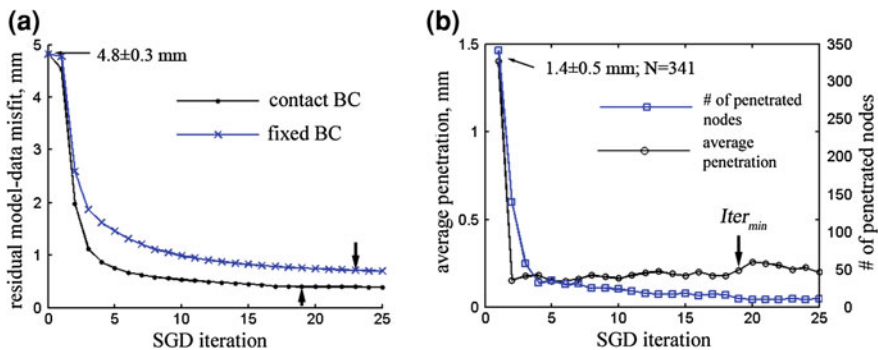 (a)
residual model-data misfit, mm
5
4
3
2
1
0
4.8±0.3 mm
contact BC
fixed BC
0 5 10 15 20 25
SGD iteration
(b)
average penetration, mm
1.5
1
0.5
0
1.4±0.5 mm; N=341
# of penetrated
nodes
average
penetration
Iter min
350
300
250
200
150
100
50
0
# of penetrated nodes
0 5 10 15 20 25
SGD iteration